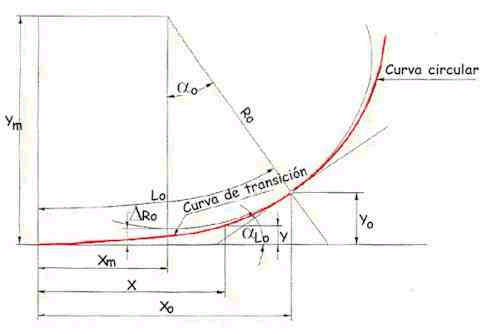 Curva circular
αo
Ro
Ym
Lo
Curva de transición
ΔRo
αLo
Y
Yo
Xm
X
Xo